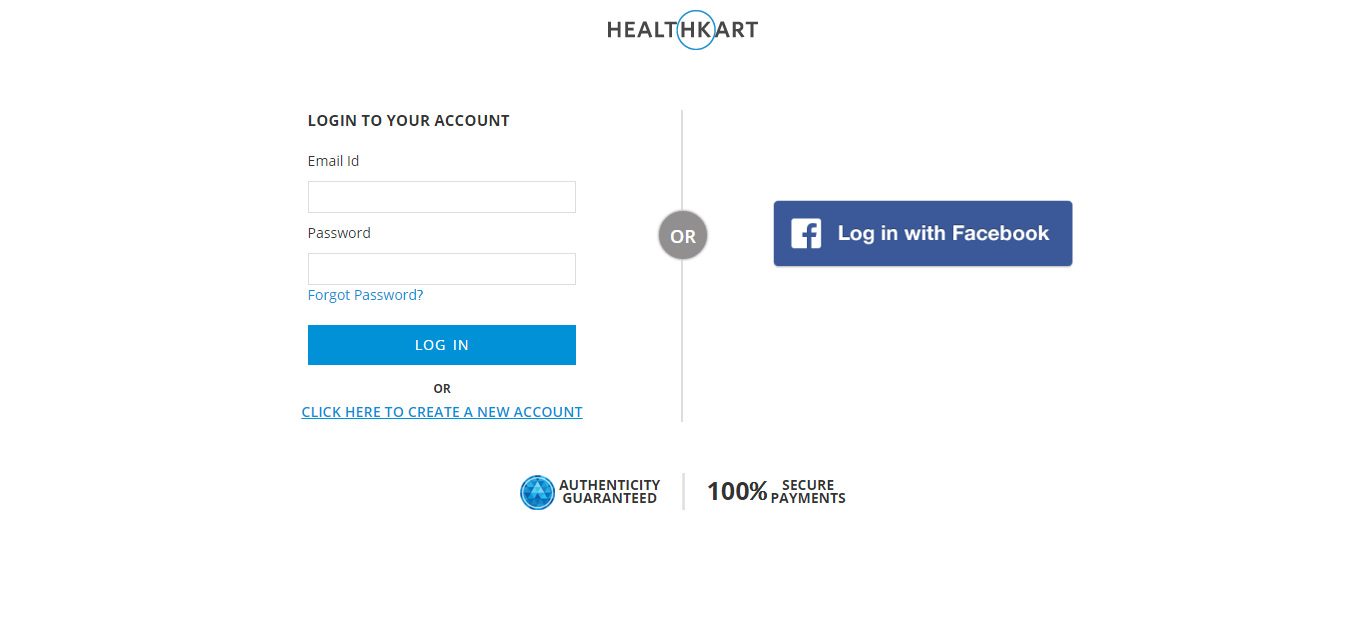 HEALTHKART
LOGIN TO YOUR ACCOUNT
Email Id
Password
Forgot Password?
LOG IN
OR
CLICK HERE TO CREATE A NEW ACCOUNT
OR
Log in with Facebook
AUTHENTICITY
GUARANTEED
100% SECURE
PAYMENTS